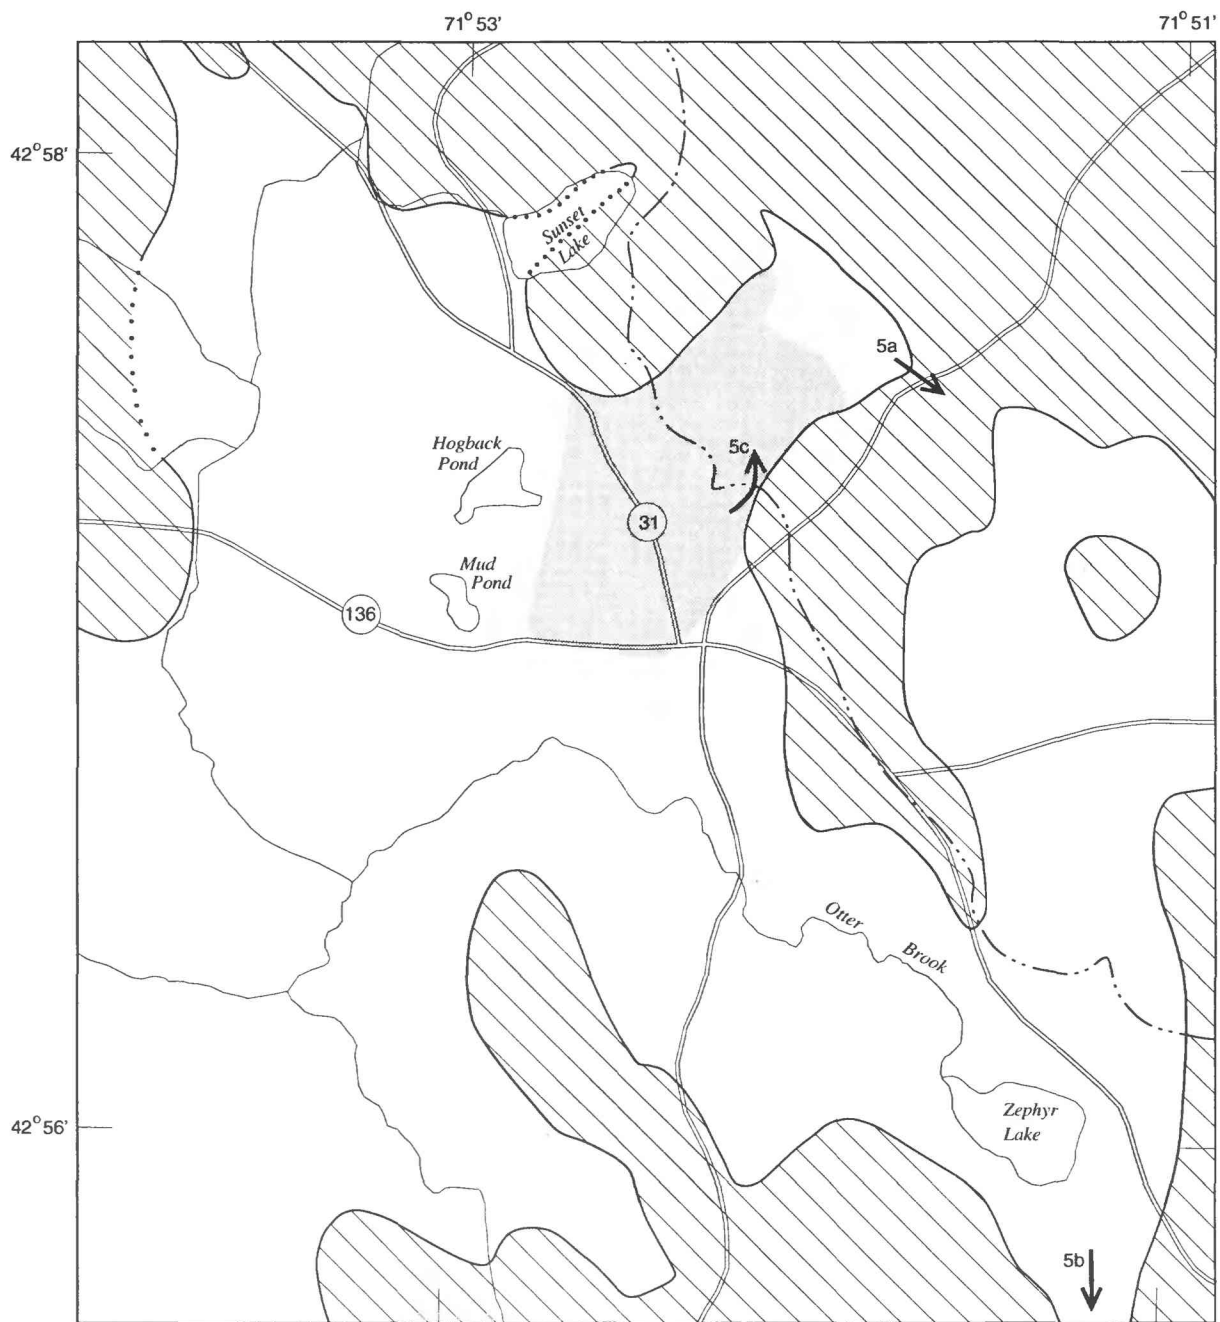 71° 53'
71° 51'
42° 58'
Sunset
Lake
5a
Hogback
Pond
5c
31
Mud
Pond
136
Otter
Brook
Zephyr
Lake
42° 56'
5b